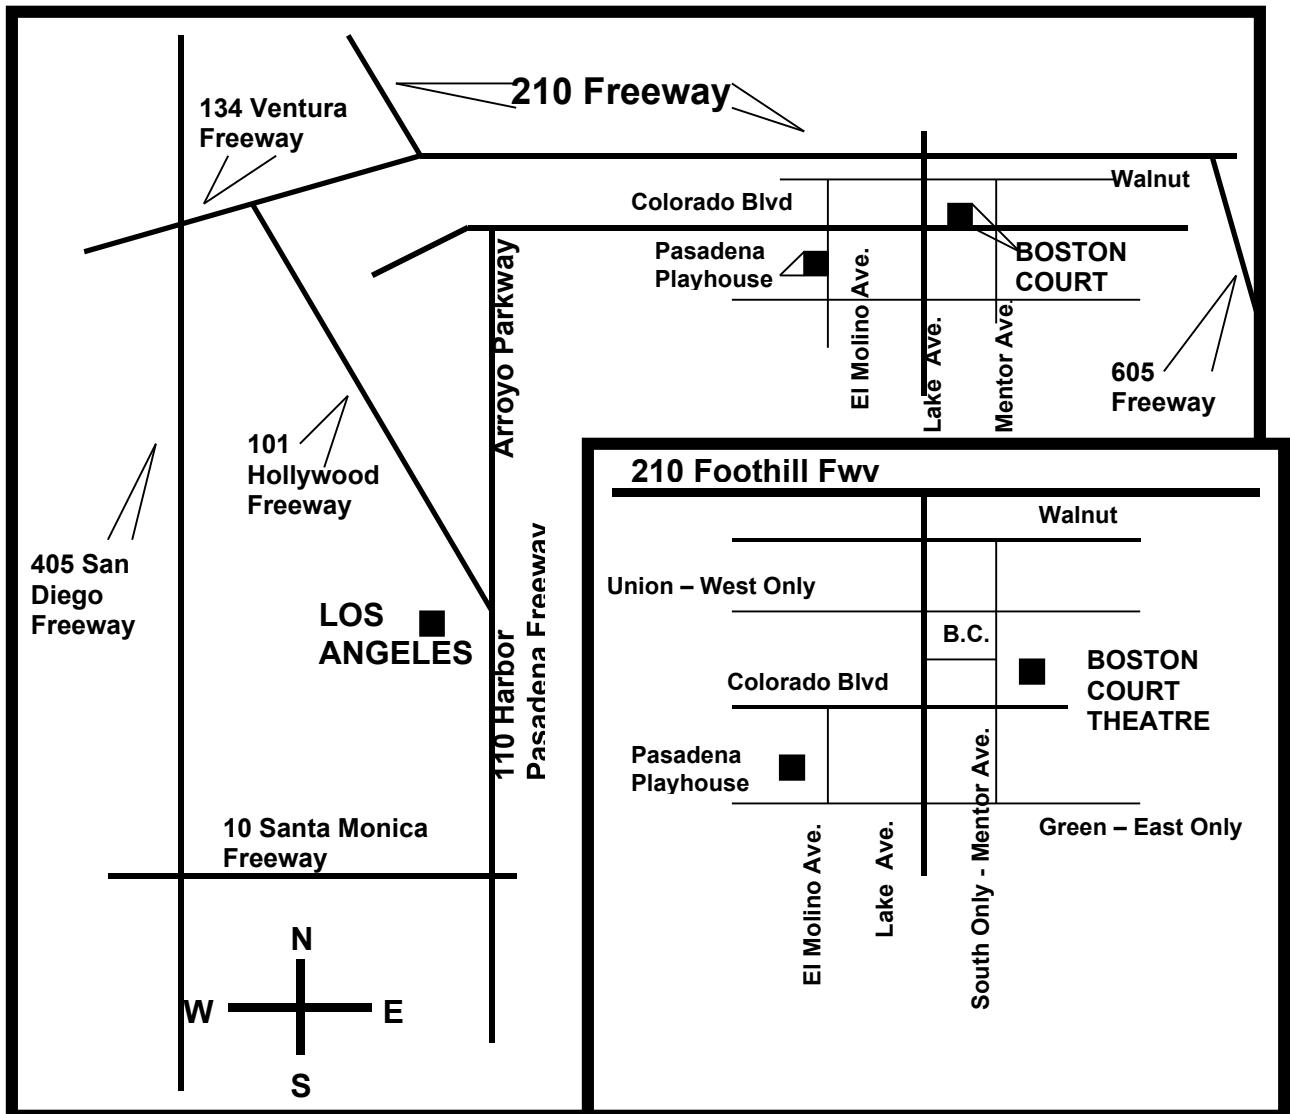 210 Freeway
134 Ventura
Freeway
Walnut
Colorado Blvd
Pasadena
Playhouse
BOSTON
COURT
El Molino Ave.
Lake Ave.
Mentor Ave.
605
Freeway
Arroyo Parkway
101
Hollywood
Freeway
405 San
Diego
Freeway
LOS
ANGELES
110 Harbor
Pasadena Freeway
10 Santa Monica
Freeway
N
W
E
S
210 Foothill Fwy
Walnut
Union – West Only
B.C.
BOSTON
COURT
THEATRE
Colorado Blvd
Pasadena
Playhouse
Green – East Only
El Molino Ave.
Lake Ave.
South Only - Mentor Ave.